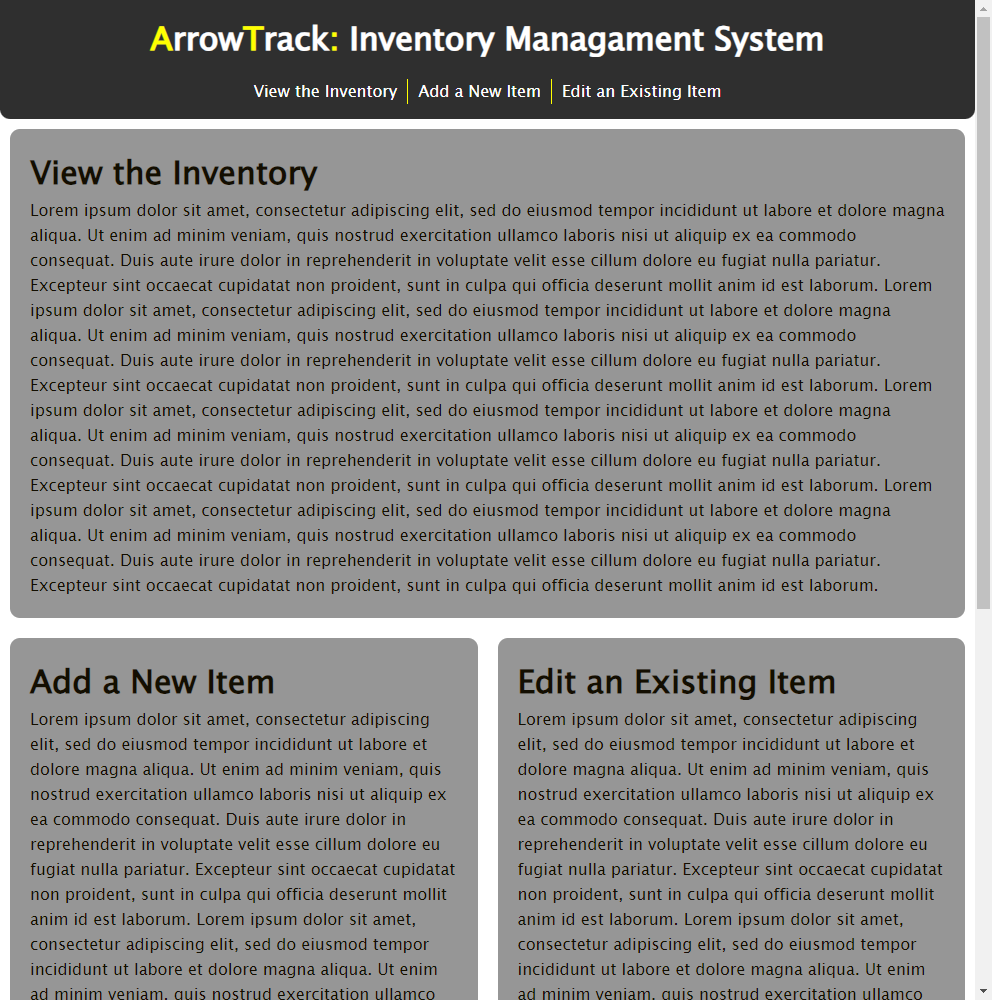 ArrowTrack: Inventory Managament System
View the Inventory
Add a New Item
Edit an Existing Item
View the Inventory
Lorem ipsum dolor sit amet, consectetur adipiscing elit, sed do eiusmod tempor incididunt ut labore et dolore magna
aliqua. Ut enim ad minim veniam, quis nostrud exercitation ullamco laboris nisi ut aliquip ex ea commodo
consequat. Duis aute irure dolor in reprehenderit in voluptate velit esse cillum dolore eu fugiat nulla pariatur.
Excepteur sint occaecat cupidatat non proident, sunt in culpa qui officia deserunt mollit anim id est laborum. Lorem
ipsum dolor sit amet, consectetur adipiscing elit, sed do eiusmod tempor incididunt ut labore et dolore magna
aliqua. Ut enim ad minim veniam, quis nostrud exercitation ullamco laboris nisi ut aliquip ex ea commodo
consequat. Duis aute irure dolor in reprehenderit in voluptate velit esse cillum dolore eu fugiat nulla pariatur.
Excepteur sint occaecat cupidatat non proident, sunt in culpa qui officia deserunt mollit anim id est laborum. Lorem
ipsum dolor sit amet, consectetur adipiscing elit, sed do eiusmod tempor incididunt ut labore et dolore magna
aliqua. Ut enim ad minim veniam, quis nostrud exercitation ullamco laboris nisi ut aliquip ex ea commodo
consequat. Duis aute irure dolor in reprehenderit in voluptate velit esse cillum dolore eu fugiat nulla pariatur.
Excepteur sint occaecat cupidatat non proident, sunt in culpa qui officia deserunt mollit anim id est laborum. Lorem
ipsum dolor sit amet, consectetur adipiscing elit, sed do eiusmod tempor incididunt ut labore et dolore magna
aliqua. Ut enim ad minim veniam, quis nostrud exercitation ullamco laboris nisi ut aliquip ex ea commodo
consequat. Duis aute irure dolor in reprehenderit in voluptate velit esse cillum dolore eu fugiat nulla pariatur.
Excepteur sint occaecat cupidatat non proident, sunt in culpa qui officia deserunt mollit anim id est laborum.
Add a New Item
Lorem ipsum dolor sit amet, consectetur adipiscing
elit, sed do eiusmod tempor incididunt ut labore et
dolore magna aliqua. Ut enim ad minim veniam, quis
nostrud exercitation ullamco laboris nisi ut aliquip ex
ea commodo consequat. Duis aute irure dolor in
reprehenderit in voluptate velit esse cillum dolore eu
fugiat nulla pariatur. Excepteur sint occaecat cupidatat
non proident, sunt in culpa qui officia deserunt mollit
anim id est laborum. Lorem ipsum dolor sit amet,
consectetur adipiscing elit, sed do eiusmod tempor
incididunt ut labore et dolore magna aliqua. Ut enim
ad minim veniam, quis nostrud exercitation ullamco
Edit an Existing Item
Lorem ipsum dolor sit amet, consectetur adipiscing
elit, sed do eiusmod tempor incididunt ut labore et
dolore magna aliqua. Ut enim ad minim veniam, quis
nostrud exercitation ullamco laboris nisi ut aliquip ex
ea commodo consequat. Duis aute irure dolor in
reprehenderit in voluptate velit esse cillum dolore eu
fugiat nulla pariatur. Excepteur sint occaecat cupidatat
non proident, sunt in culpa qui officia deserunt mollit
anim id est laborum. Lorem ipsum dolor sit amet,
consectetur adipiscing elit, sed do eiusmod tempor
incididunt ut labore et dolore magna aliqua. Ut enim
ad minim veniam, quis nostrud exercitation ullamco